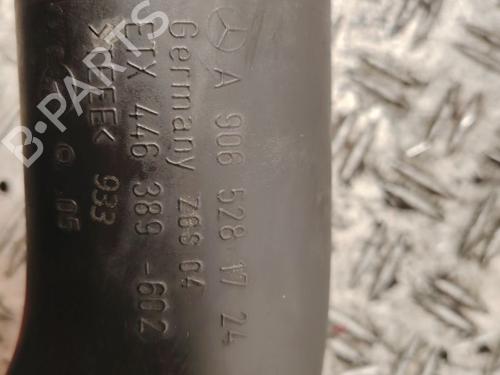 A 906 528 17 24
Germany Z6S 04
ETX 446 389 -602
933
05
B-PARTS